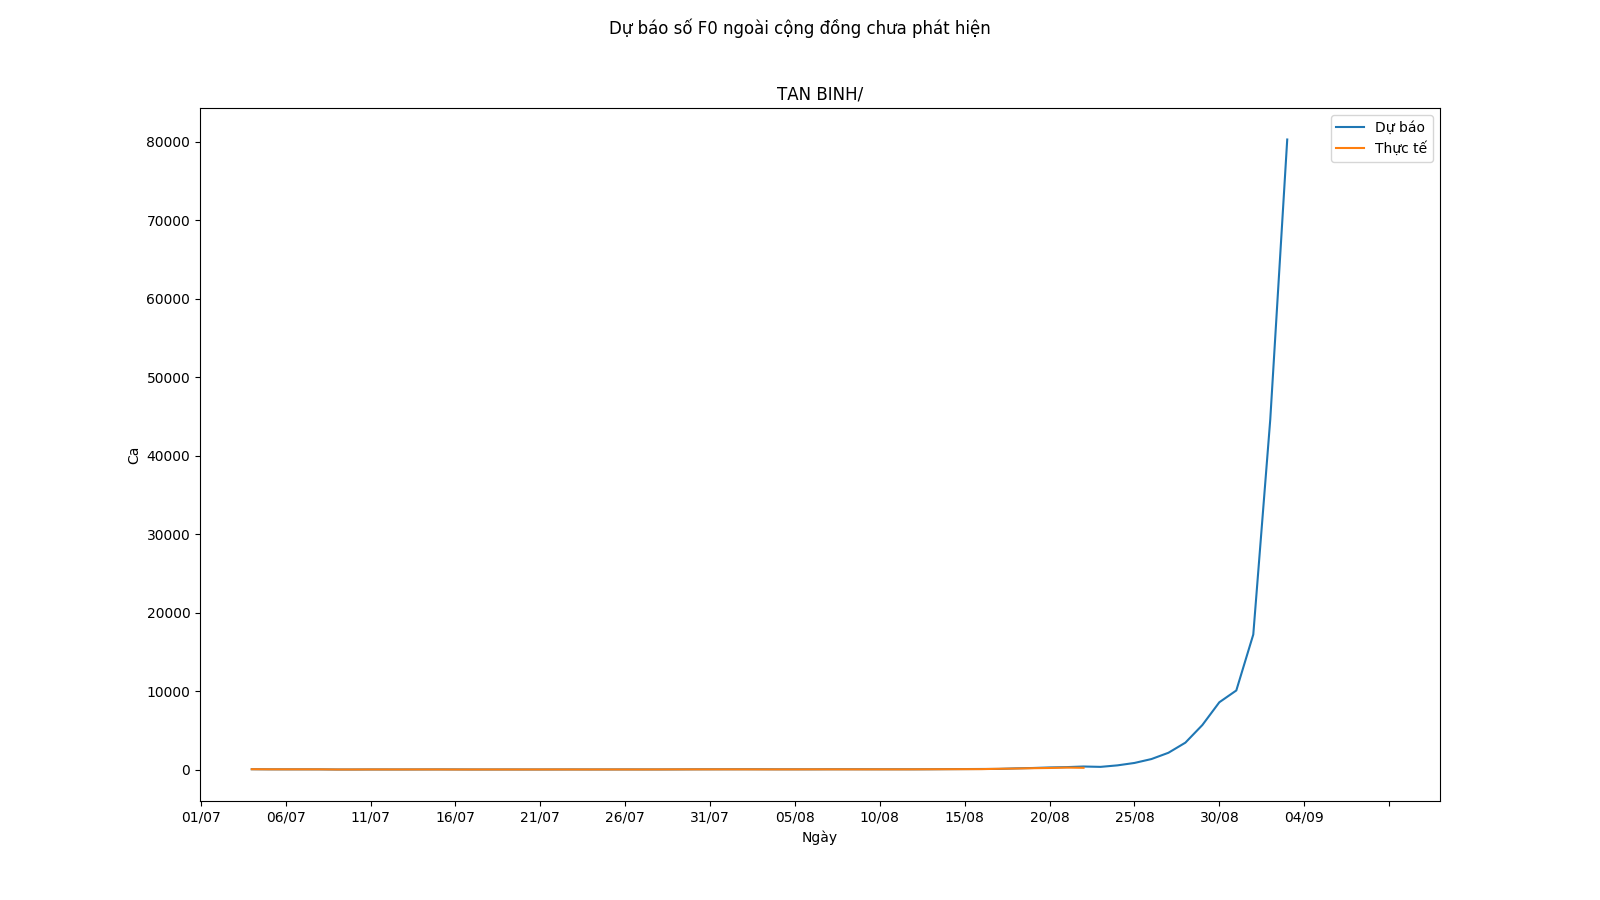 Dự báo số F0 ngoài cộng đồng chưa phát hiện
TAN BINH/
Dự báo
Thực tế
80000
70000
60000
50000
40000
30000
20000
10000
0
Ca
01/07 06/07 11/07 16/07 21/07 26/07 31/07 05/08 10/08 15/08 20/08 25/08 30/08 04/09
Ngày